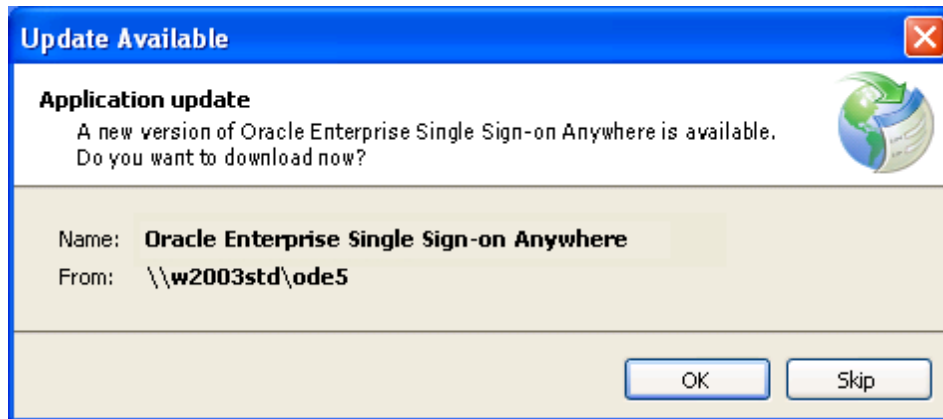 Update Available
Application update
A new version of Oracle Enterprise Single Sign-on Anywhere is available.
Do you want to download now?
Name: Oracle Enterprise Single Sign-on Anywhere
From: \\w2003std\ode5
OK Skip